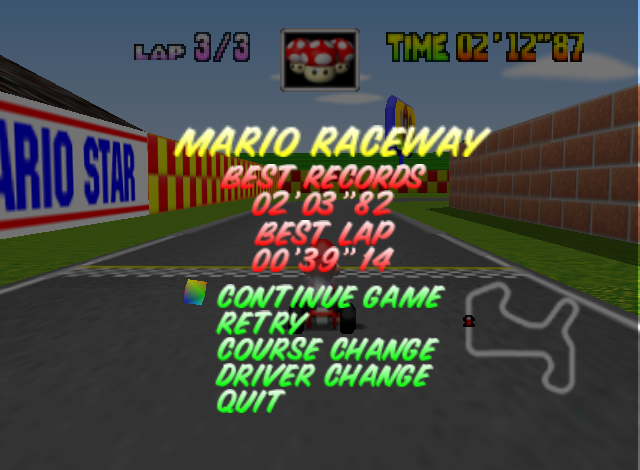 LAP 3/3
TIME 02'12"87
ARIO STAR
MARIO RACEWAY
BEST RECORDS
02'03"82
BEST LAP
00'39"14
CONTINUE GAME
RETRY
COURSE CHANGE
DRIVER CHANGE
QUIT